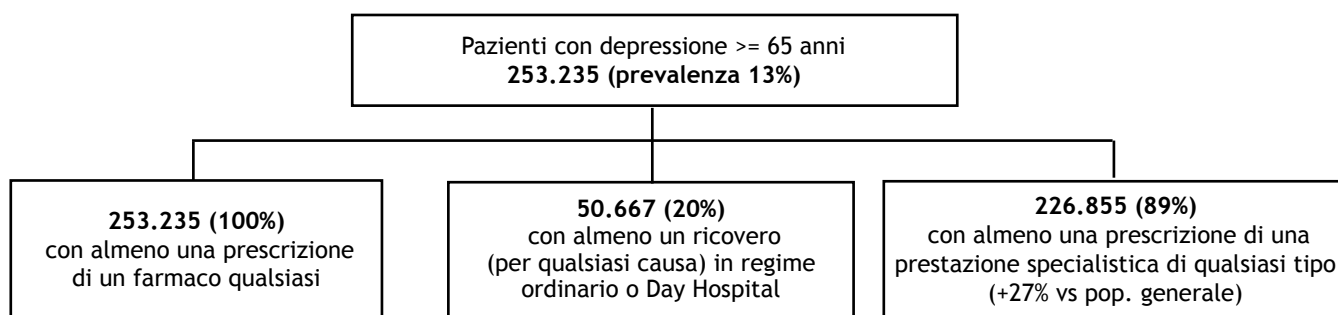 Pazienti con depressione >= 65 anni
253.235 (prevalenza 13%)
253.235 (100%)
con almeno una prescrizione
di un farmaco qualsiasi
50.667 (20%)
con almeno un ricovero
(per qualsiasi causa) in regime
ordinario o Day Hospital
226.855 (89%)
con almeno una prescrizione di una
prestazione specialistica di qualsiasi tipo
(+27% vs pop. generale)